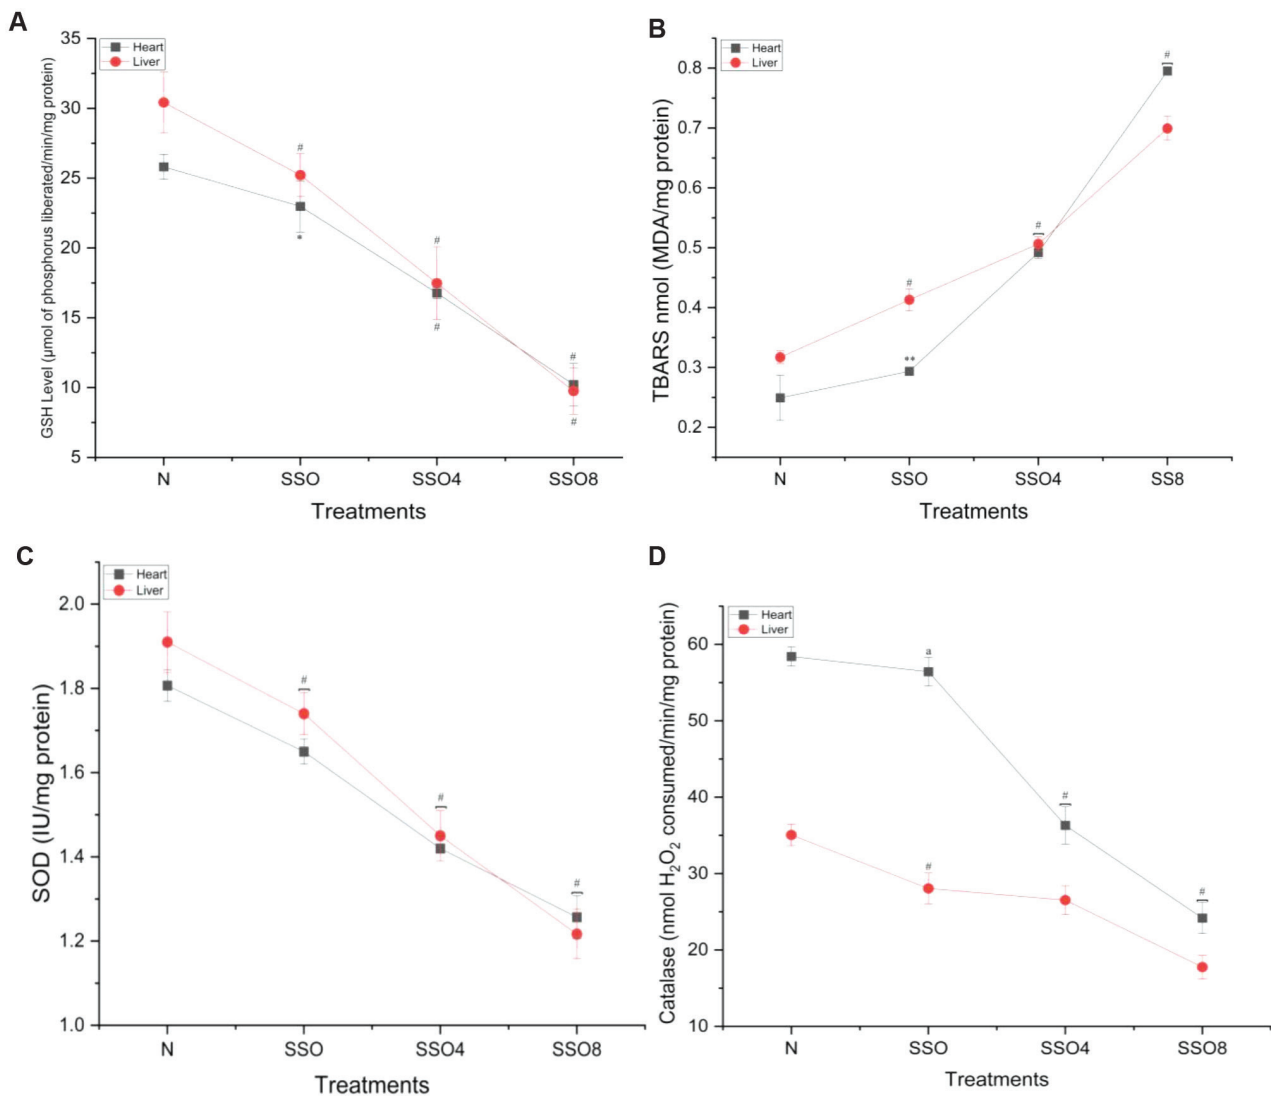 A
GSH Level (μmol of phosphorus liberated/min/mg protein)
Heart
Liver
35
30
25
20
15
10
5
#
*
#
#
#
#
N SSO SSO4 SSO8
Treatments
B
TBARS nmol (MDA/mg protein)
Heart
Liver
0.8
0.7
0.6
0.5
0.4
0.3
0.2
#
**
#
#
N SSO SSO4 SS8
Treatments
C
SOD (IU/mg protein)
Heart
Liver
2.0
1.8
1.6
1.4
1.2
1.0
#
#
#
N SSO SSO4 SSO8
Treatments
D
Catalase (nmol H₂O₂ consumed/min/mg protein)
Heart
Liver
60
50
40
30
20
10
a
#
#
#
N SSO SSO4 SSO8
Treatments